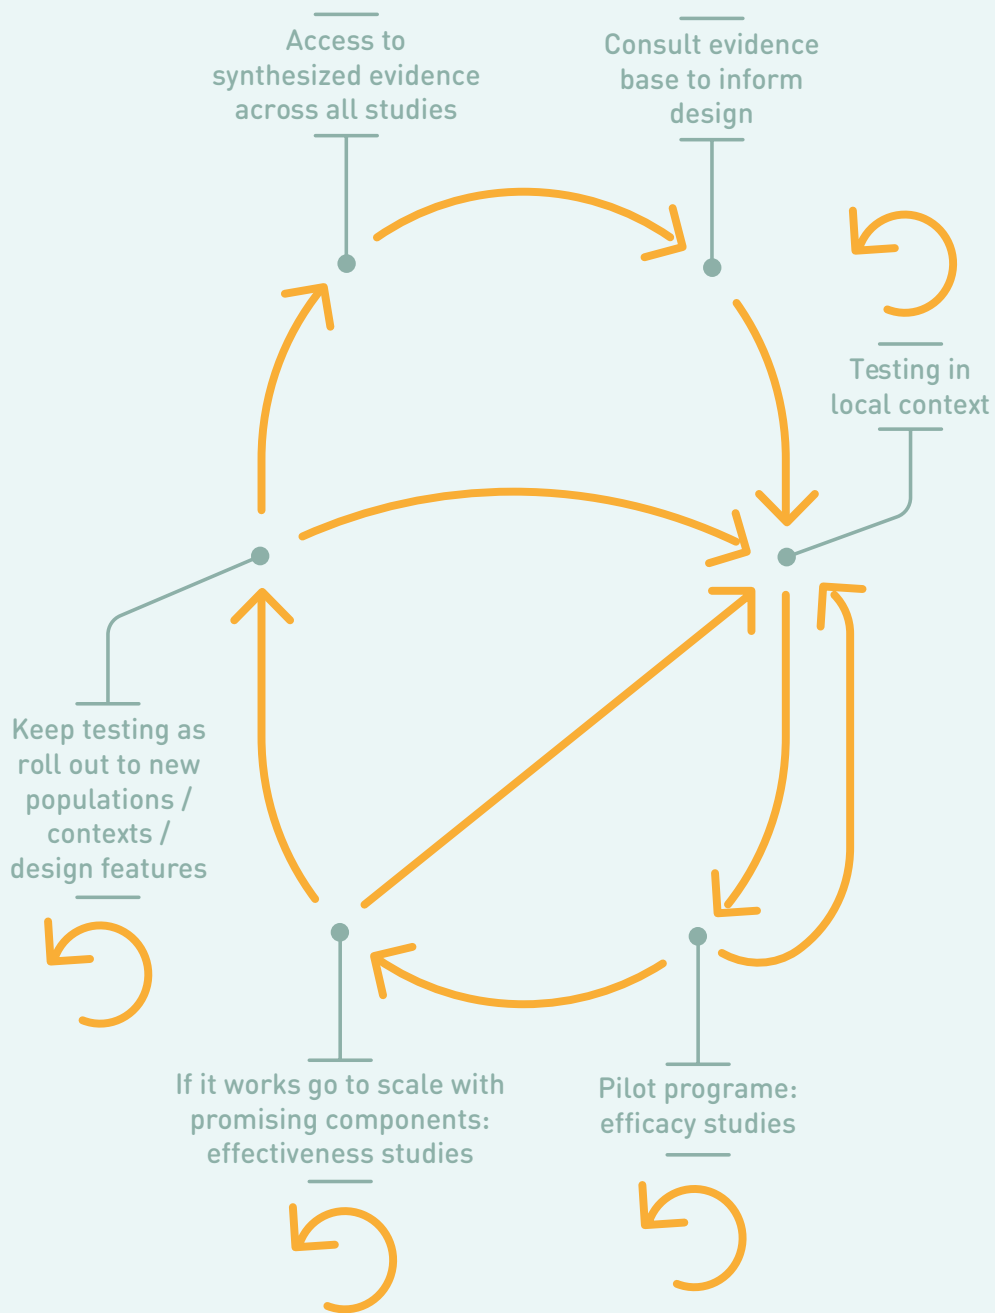 Access to
synthesized evidence
across all studies
Consult evidence
base to inform
design
Testing in
local context
Keep testing as
roll out to new
populations /
contexts /
design features
If it works go to scale with
promising components:
effectiveness studies
Pilot programe:
efficacy studies